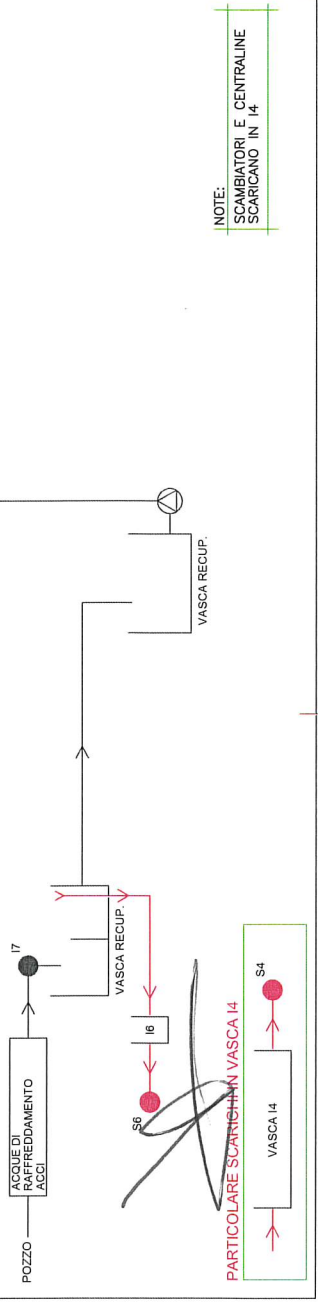 POZZO
ACQUE DI
RAFFREDDAMENTO
ACCI
I7
VASCA RECUP.
VASCA RECUP.
I6
S6
PARTICOLARE SCARICHI IN VASCA I4
VASCA I4
S4
NOTE:
SCAMBIATORI E CENTRALINE
SCARICANO IN I4